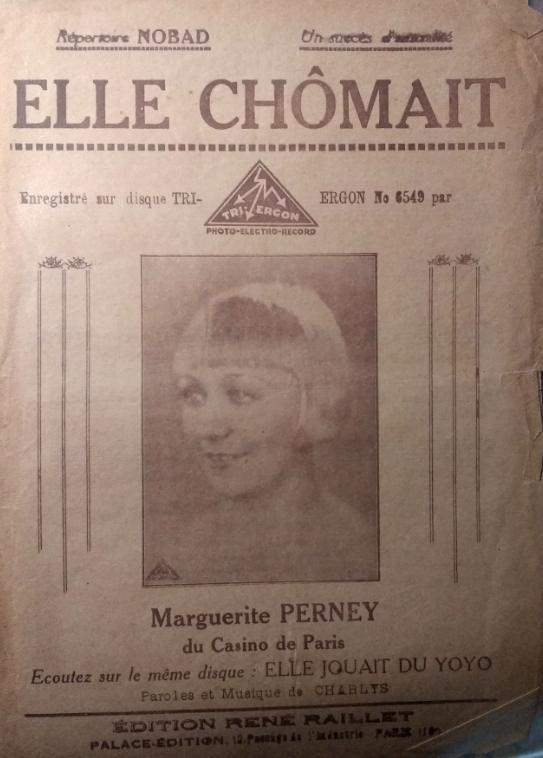 Répertoire NOBAD
Un succès d'actualité
ELLE CHÔMAIT
Enregistré sur disque TRI-
TRI-ERGON
PHOTO-ELECTRO-RECORD
ERGON No 6549 par
Marguerite PERNEY
du Casino de Paris
Ecoutez sur le même disque : ELLE JOUAIT DU YOYO
Paroles et Musique de CHARLYS
ÉDITION RENÉ RAILLET
PALACE-ÉDITION, 12, Passage de l'Industrie PARIS